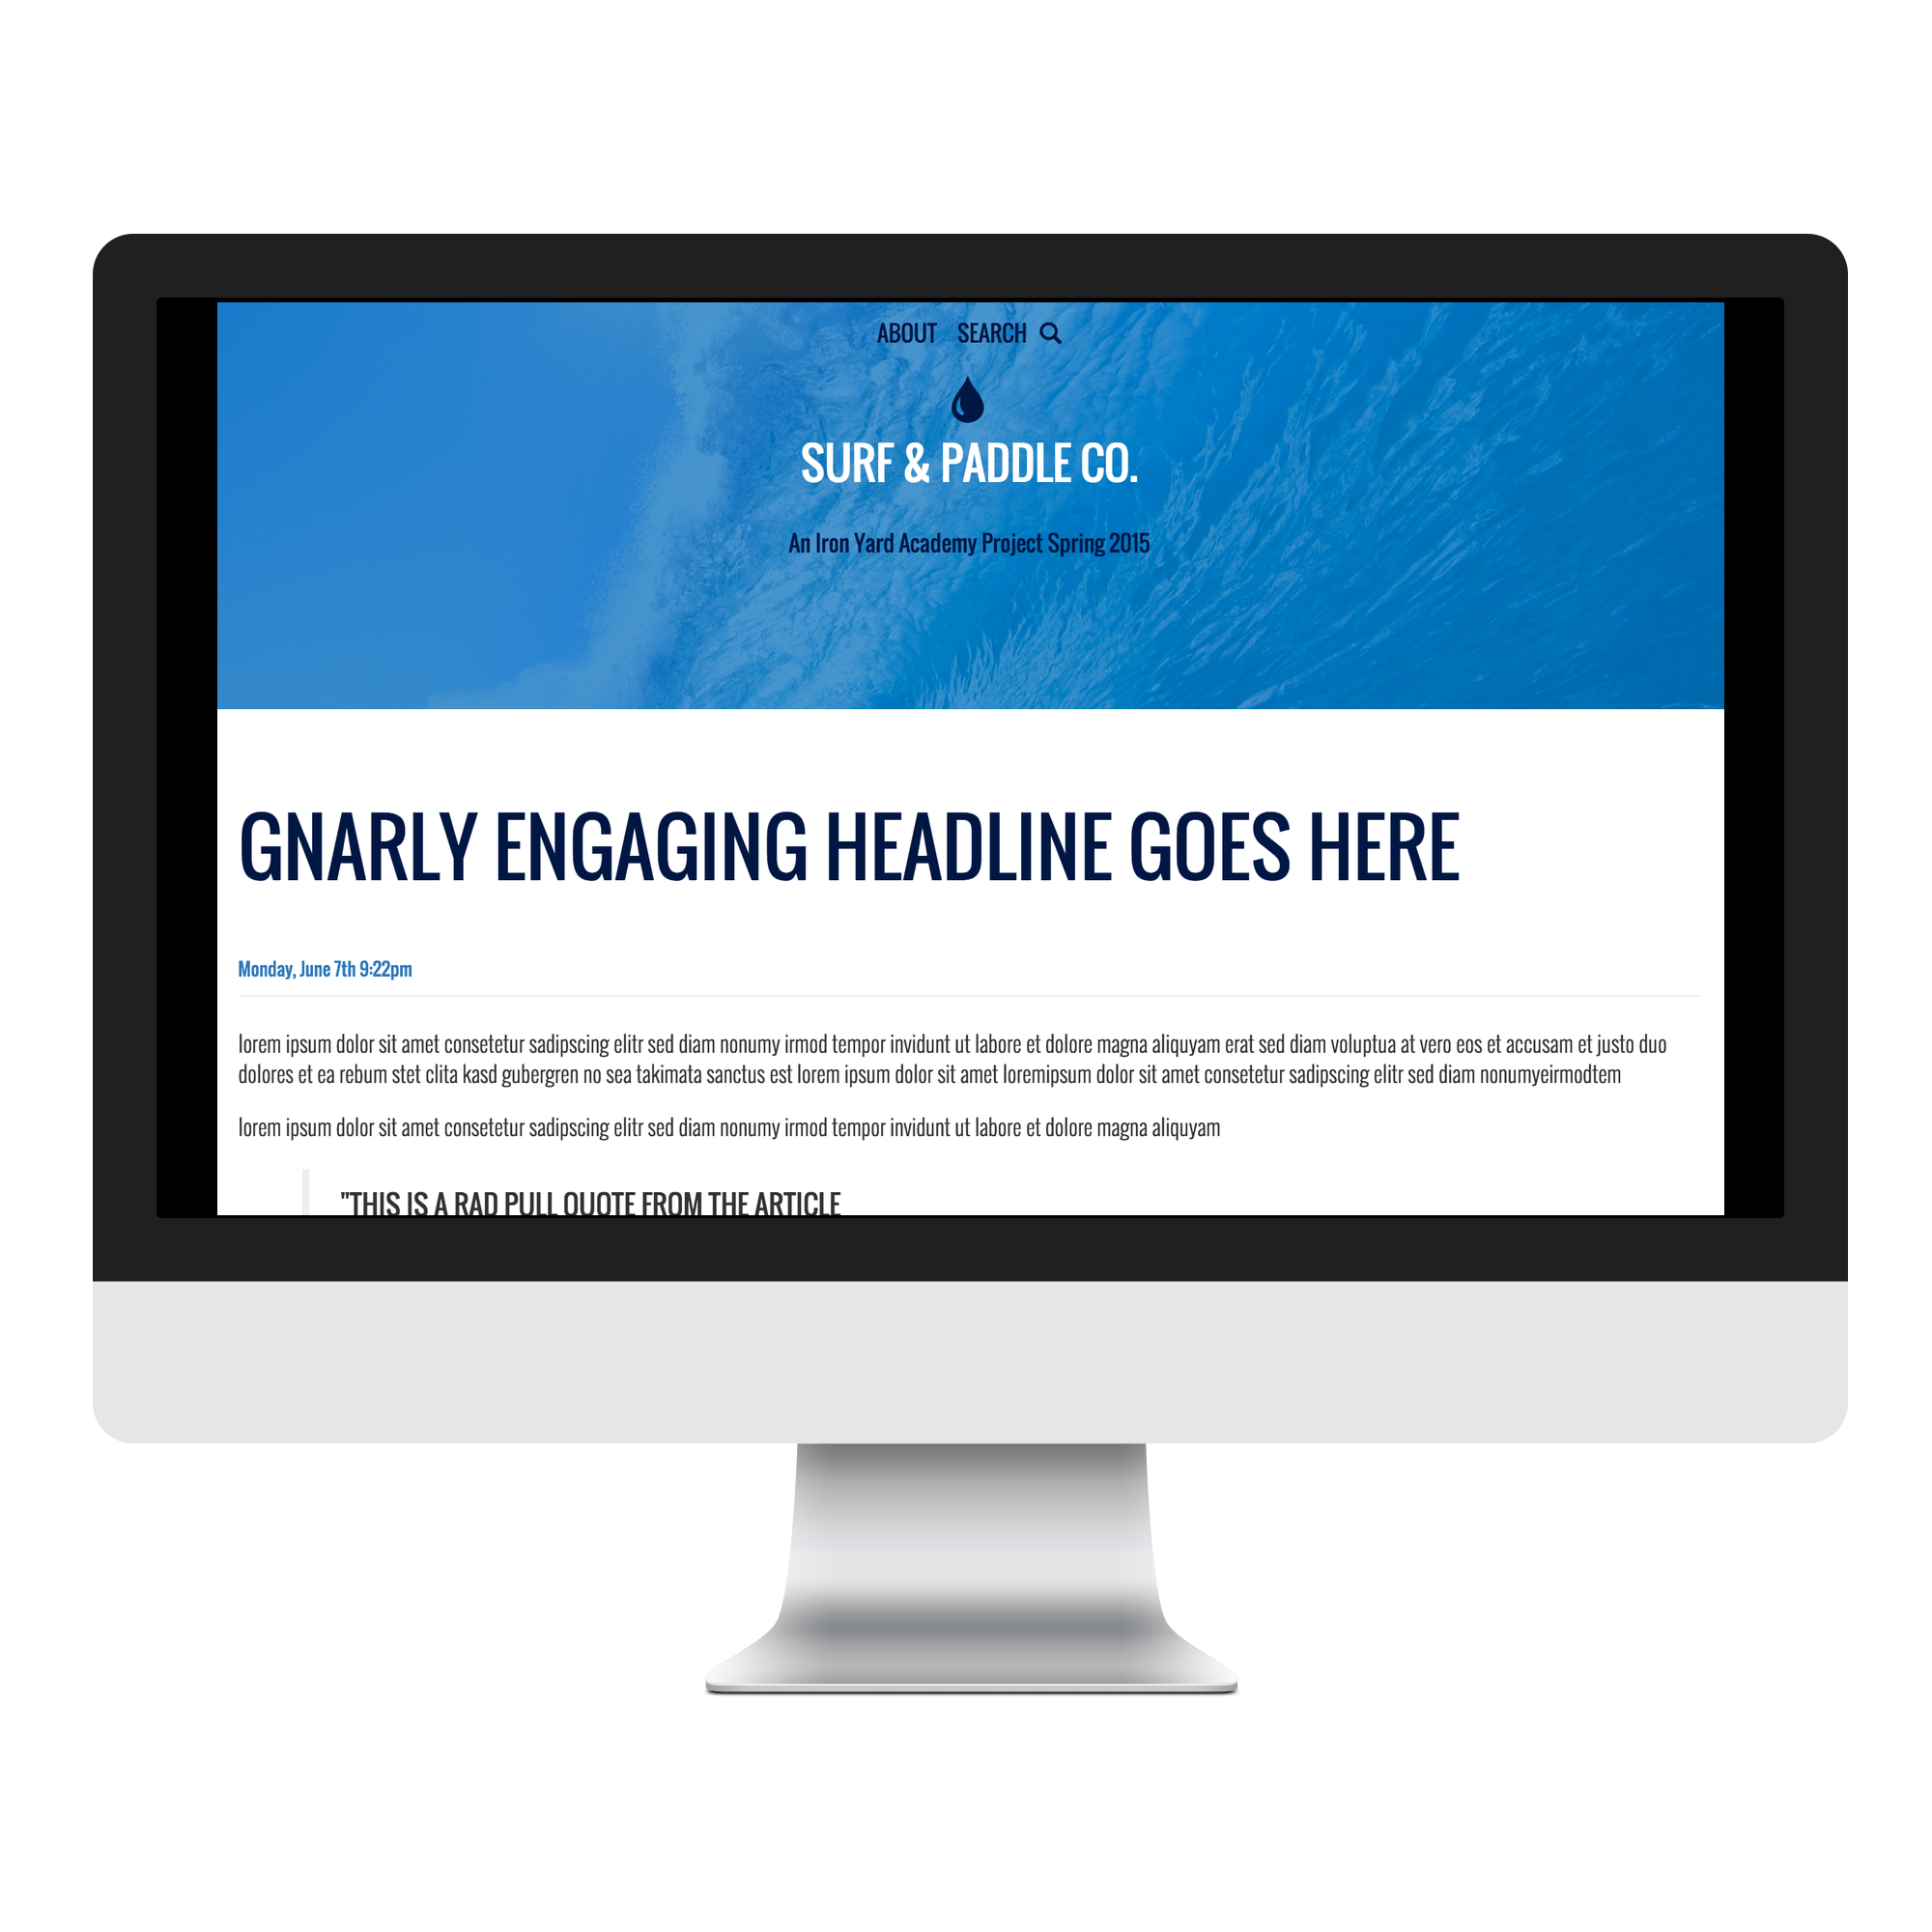 ABOUT SEARCH
SURF & PADDLE CO.
An Iron Yard Academy Project Spring 2015
GNARLY ENGAGING HEADLINE GOES HERE
Monday, June 7th 9:22pm
lorem ipsum dolor sit amet consetetur sadipscing elitr sed diam nonumy irmod tempor invidunt ut labore et dolore magna aliquyam erat sed diam voluptua at vero eos et accusam et justo duo
dolores et ea rebum stet clita kasd gubergren no sea takimata sanctus est lorem ipsum dolor sit amet loremipsum dolor sit amet consetetur sadipscing elitr sed diam nonumyeirmodtem
lorem ipsum dolor sit amet consetetur sadipscing elitr sed diam nonumy irmod tempor invidunt ut labore et dolore magna aliquyam
"THIS IS A RAD PULL QUOTE FROM THE ARTICLE